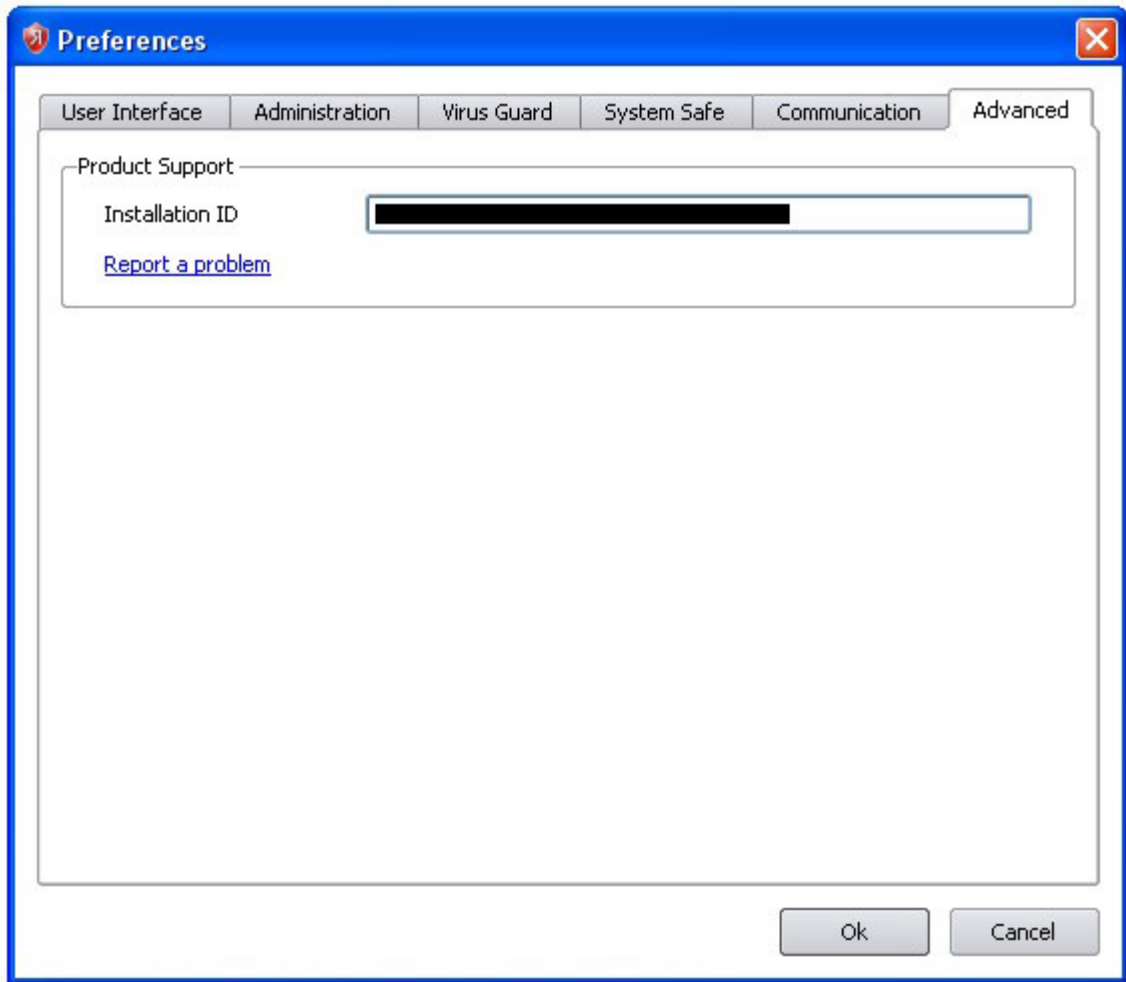 Preferences
User Interface Administration Virus Guard System Safe Communication Advanced
Product Support
Installation ID
Report a problem
Ok Cancel